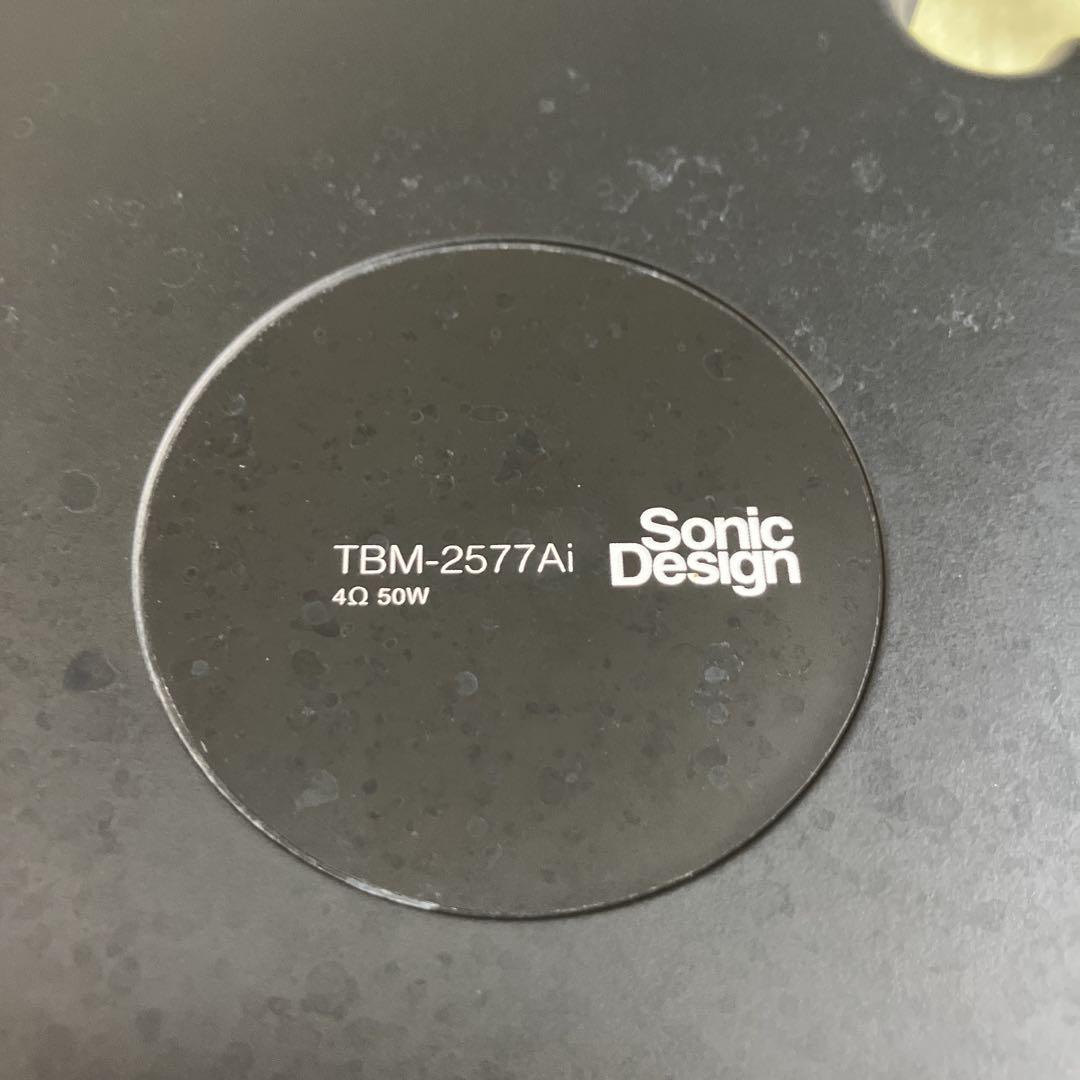 TBM-2577Ai
4Ω 50W
Sonic
Design